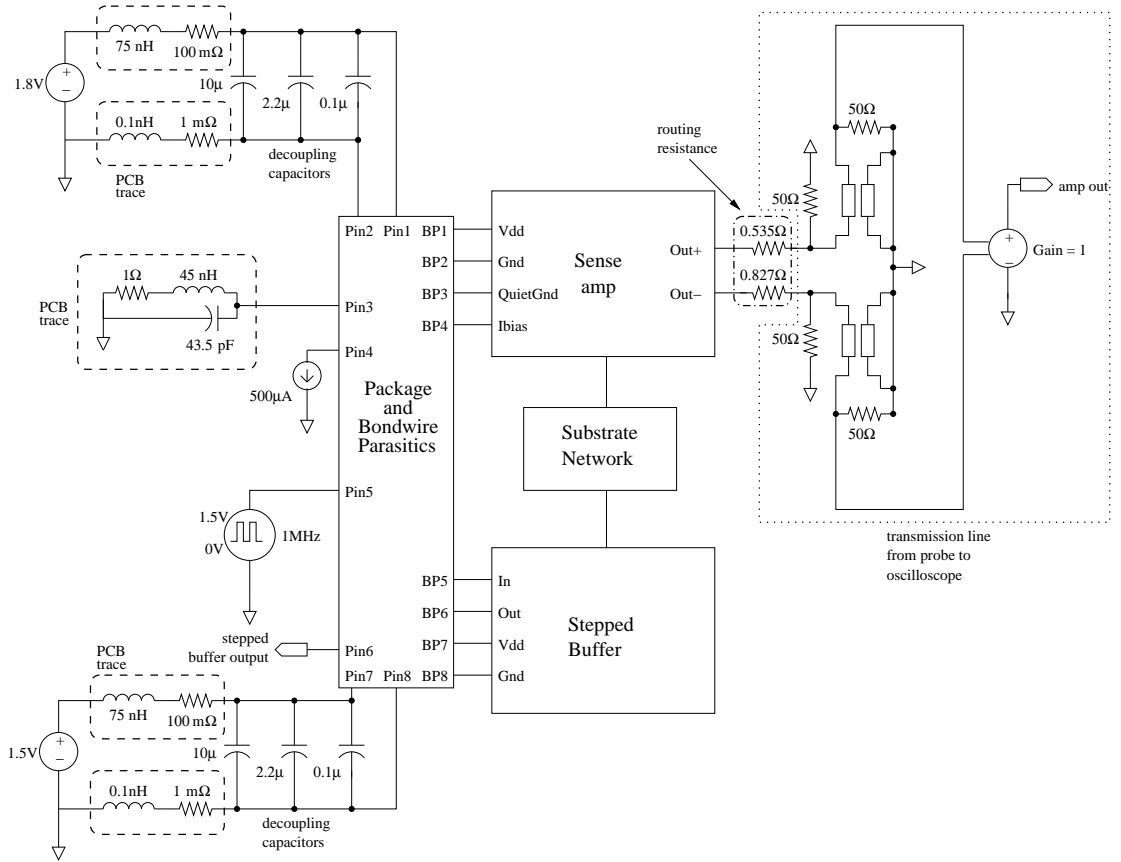 75 nH
100 mΩ
1.8V
+
−
10μ
2.2μ
0.1μ
0.1nH
1 mΩ
PCB
trace
decoupling
capacitors
routing
resistance
50Ω
50Ω
amp out
+
−
Gain = 1
Pin2
Pin1
BP1
BP2
BP3
BP4
Vdd
Gnd
QuietGnd
Ibias
Sense
amp
Out+
Out−
0.535Ω
0.827Ω
1Ω
45 nH
PCB
trace
43.5 pF
Pin3
Pin4
500μA
Package
and
Bondwire
Parasitics
50Ω
50Ω
Substrate
Network
transmission line
from probe to
oscilloscope
Pin5
1.5V
0V
1MHz
BP5
BP6
BP7
BP8
In
Out
Vdd
Gnd
Stepped
Buffer
stepped
buffer output
Pin6
Pin7
Pin8
PCB
trace
75 nH
100 mΩ
1.5V
+
−
10μ
2.2μ
0.1μ
0.1nH
1 mΩ
decoupling
capacitors